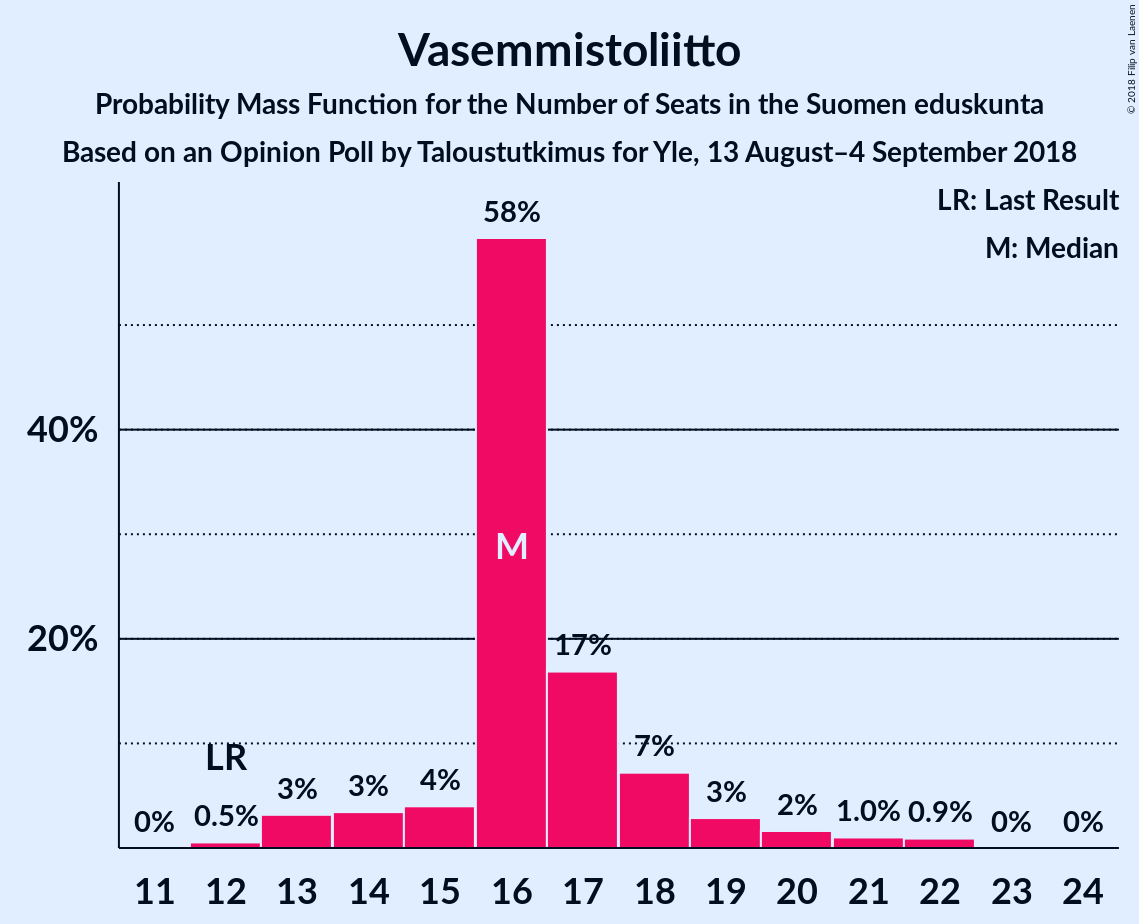 Vasemmistoliitto
Probability Mass Function for the Number of Seats in the Suomen eduskunta
Based on an Opinion Poll by Taloustutkimus for Yle, 13 August–4 September 2018
© 2018 Filip van Laenen
LR: Last Result
M: Median
40%
20%
0%
LR
0.5%
3%
3%
4%
58%
M
17%
7%
3%
2%
1.0%
0.9%
0%
0%
11 12 13 14 15 16 17 18 19 20 21 22 23 24